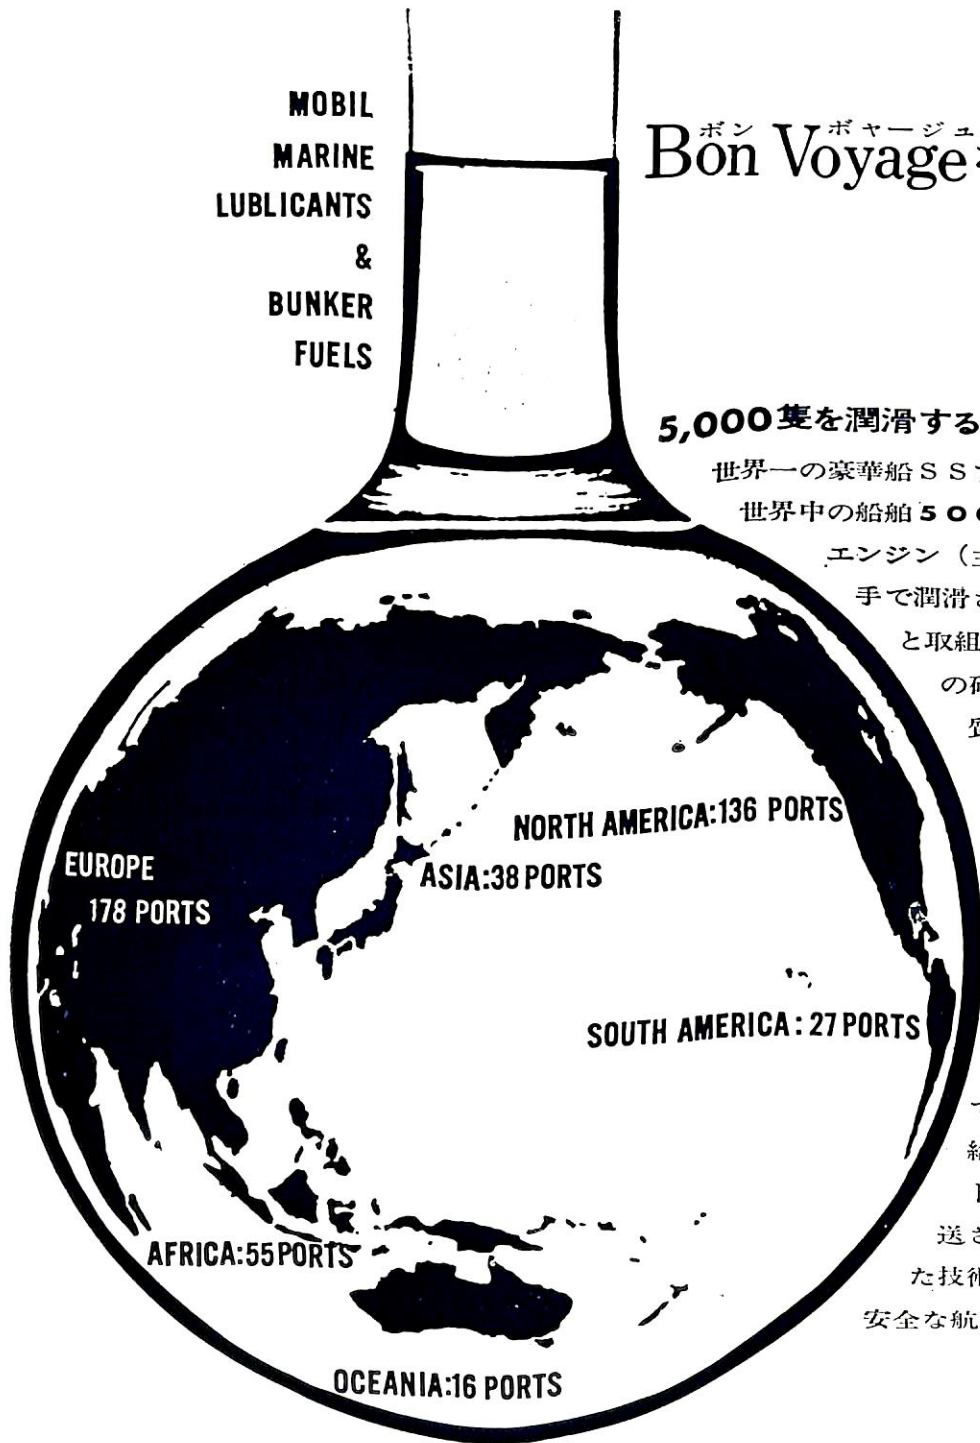 MOBIL
MARINE
LUBLICANTS
&
BUNKER
FUELS
ボン ボヤージュ
Bon Voyage
5,000隻を潤滑する
世界一の豪華船SS
世界中の船舶500
エンジン(
手で潤滑
と取組
の
NORTH AMERICA:136 PORTS
EUROPE
178 PORTS
ASIA:38 PORTS
SOUTH AMERICA:27 PORTS
送
た技術
安全な航
AFRICA:55 PORTS
OCEANIA:16 PORTS